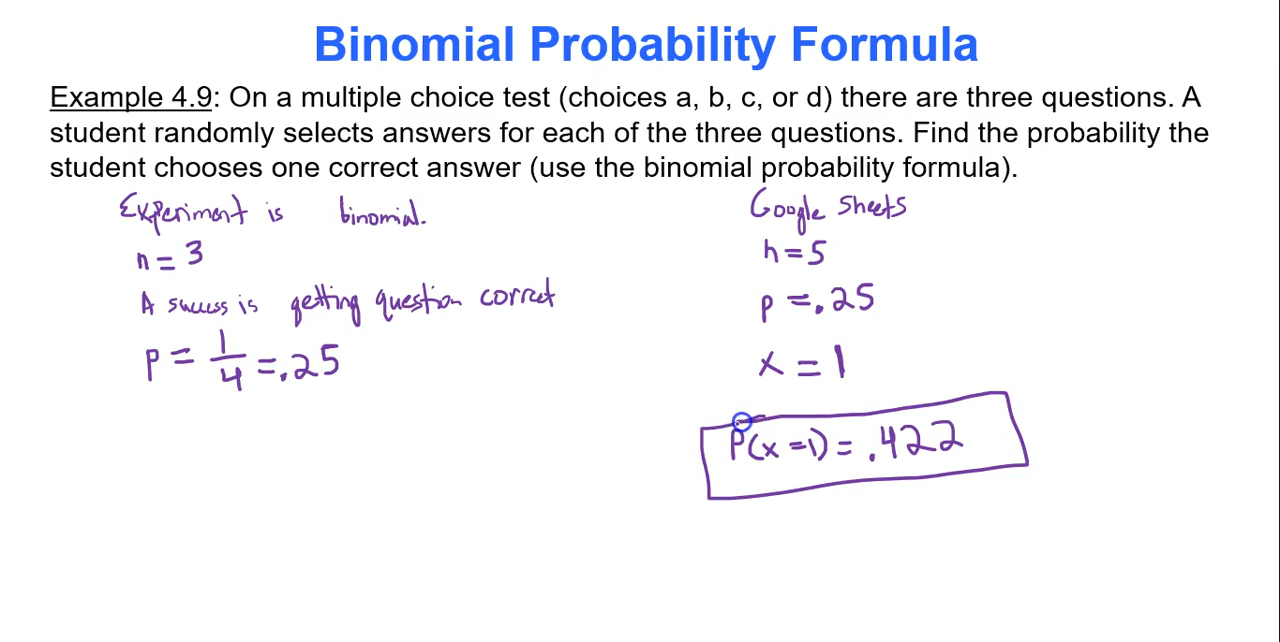 Binomial Probability Formula
Example 4.9: On a multiple choice test (choices a, b, c, or d) there are three questions. A
student randomly selects answers for each of the three questions. Find the probability the
student chooses one correct answer (use the binomial probability formula).
Experiment is binomial.
n = 3
A success is getting question correct
p = 1/4 = .25
Google Sheets
n = 5
p = .25
x = 1
P(x = 1) = .422